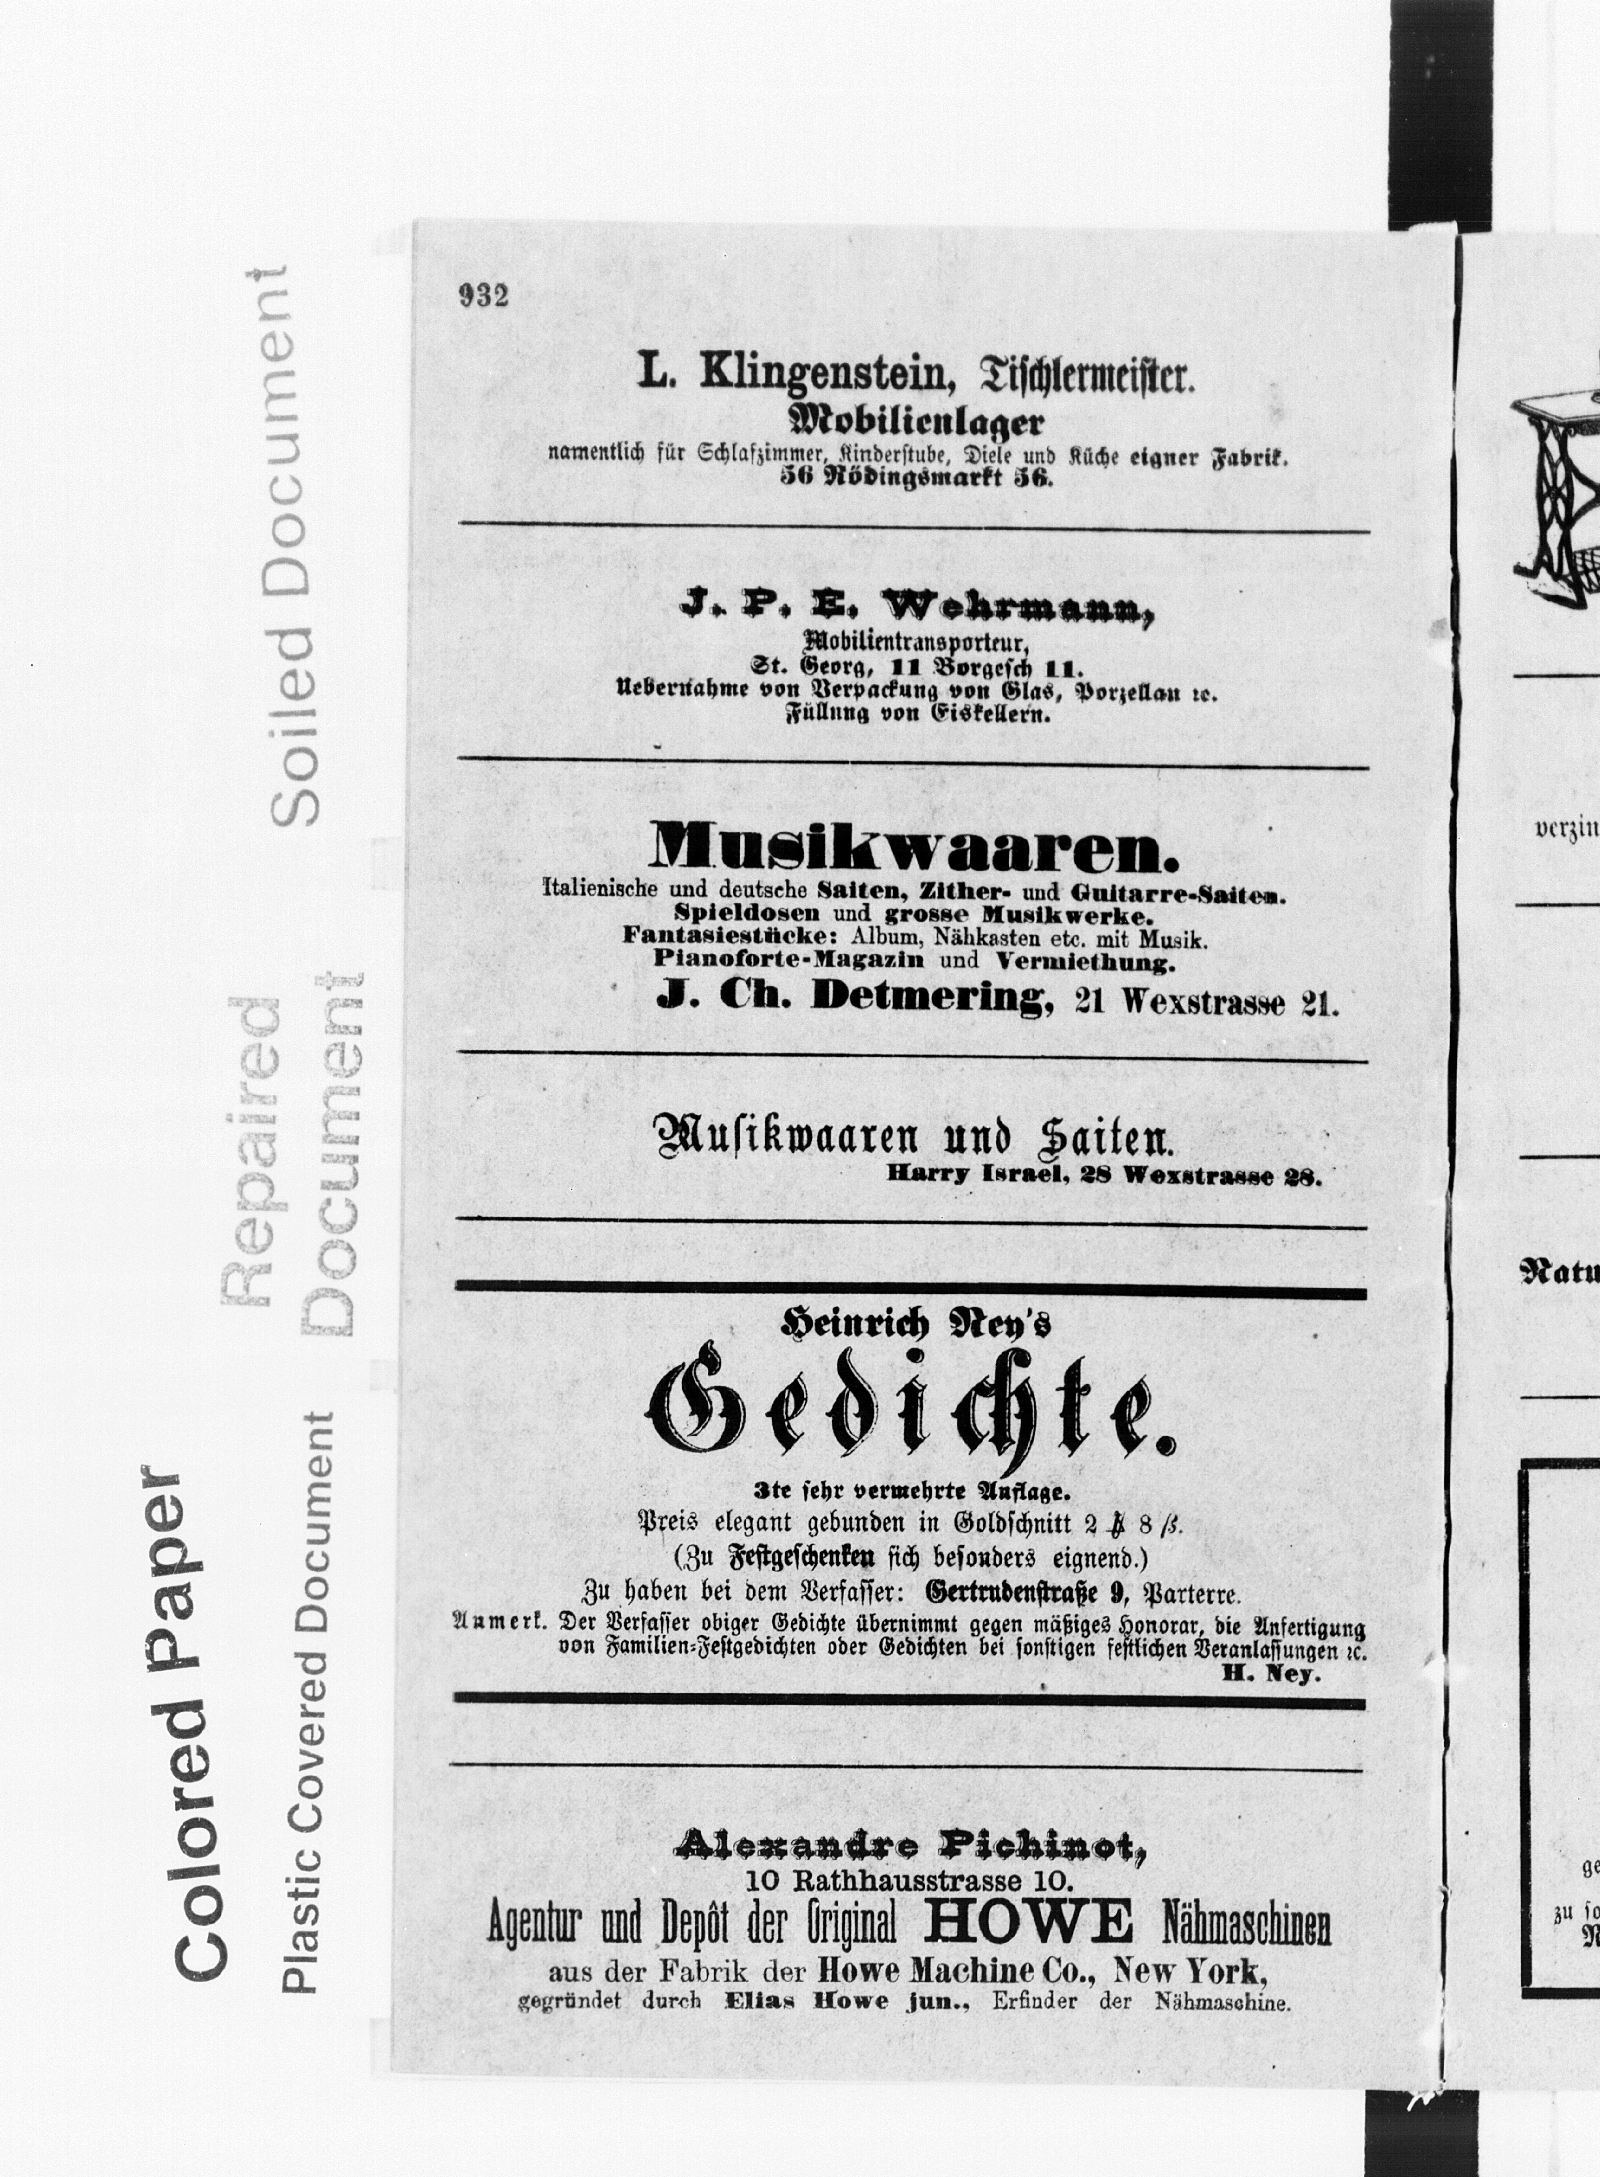 932
L. Klingenstein, Tischlermeister.
Mobilienlager
namentlich für Schlafzimmer, Kinderstube, Diele und Küche eigner Fabrik.
56 Rödingsmarkt 56.
J. P. E. Wehrmann,
Mobilientransporteur,
St. Georg, 11 Borgesch 11.
Uebernahme von Verpackung von Glas, Porzellan ꝛc.
Füllung von Eiskellern.
Musikwaaren.
Italienische und deutsche Saiten, Zither- und Guitarre-Saiten.
Spieldosen und grosse Musikwerke.
Fantasiestücke: Album, Nähkasten etc. mit Musik.
Pianoforte-Magazin und Vermiethung.
J. Ch. Detmering, 21 Wexstrasse 21.
Musikwaaren und Saiten.
Harry Israel, 28 Wexstrasse 28.
Heinrich Ney's
Gedichte.
3te sehr vermehrte Auflage.
Preis elegant gebunden in Goldschnitt 2 8 ß.
(Zu Festgeschenken sich besonders eignend.)
Zu haben bei dem Verfasser: Gertrudenstraße 9, Parterre.
Anmerk. Der Verfasser obiger Gedichte übernimmt gegen mäßiges Honorar, die Anfertigung
von Familien-Festgedichten oder Gedichten bei sonstigen festlichen Veranlassungen ꝛc.
H. Ney.
Alexandre Pichinot,
10 Rathhausstrasse 10.
Agentur und Depôt der Original HOWE Nähmaschinen
aus der Fabrik der Howe Machine Co., New York,
gegründet durch Elias Howe jun., Erfinder der Nähmaschine.
Soiled Document
Repaired
Document
Colored Paper
Plastic Covered Document
verzin
Natu
ge
zu so